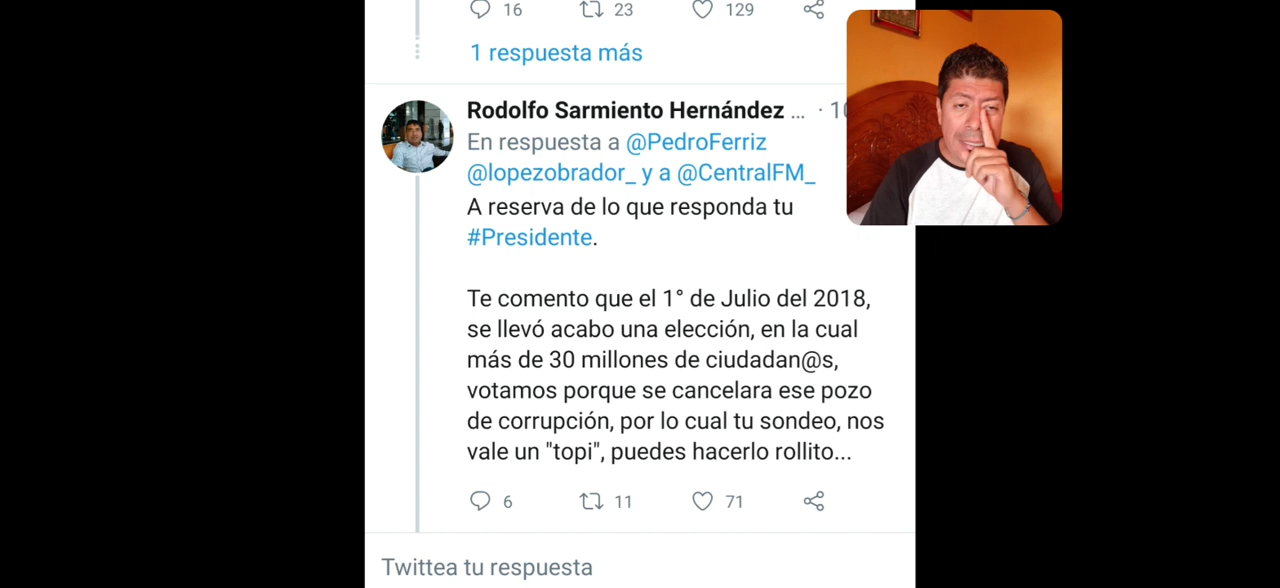 16 23 129
1 respuesta más
Rodolfo Sarmiento Hernández ... · 10
En respuesta a @PedroFerriz
@lopezobrador_ y a @CentralFM_
A reserva de lo que responda tu
#Presidente.
Te comento que el 1° de Julio del 2018,
se llevó acabo una elección, en la cual
más de 30 millones de ciudadan@s,
votamos porque se cancelara ese pozo
de corrupción, por lo cual tu sondeo, nos
vale un "topi", puedes hacerlo rollito...
6 11 71
Twittea tu respuesta